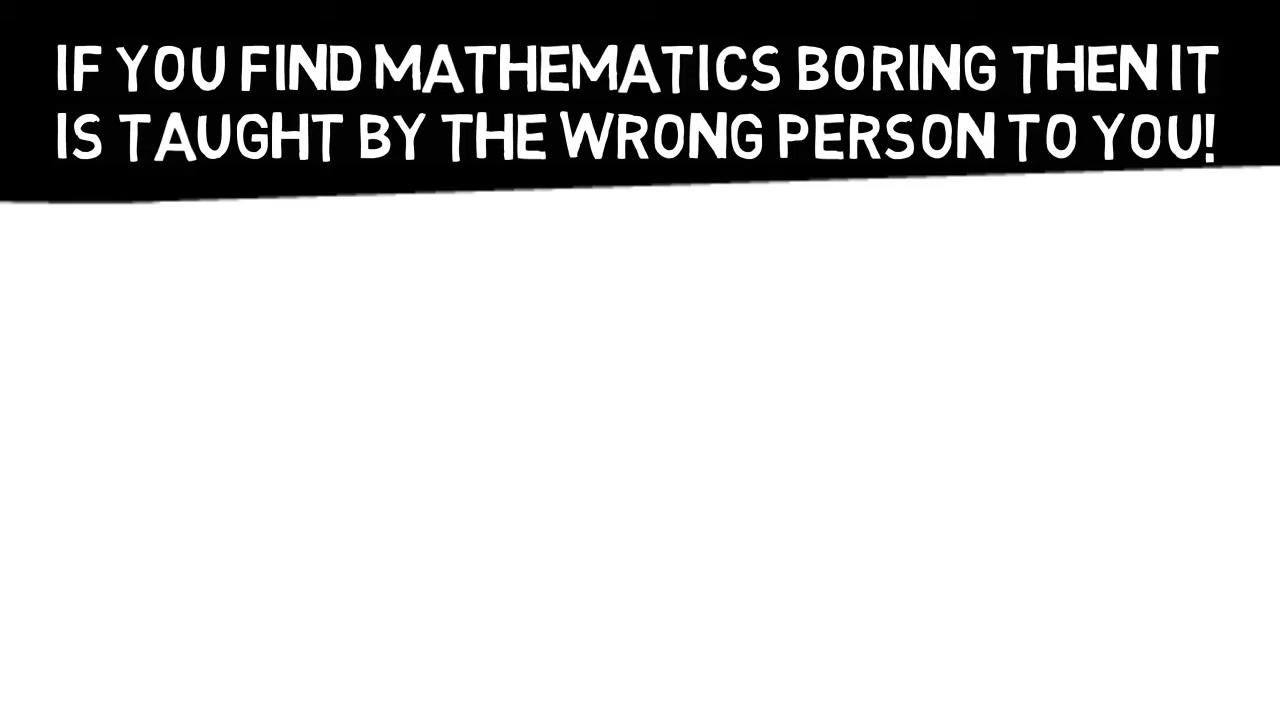 IF YOU FIND MATHEMATICS BORING THEN IT
IS TAUGHT BY THE WRONG PERSON TO YOU!